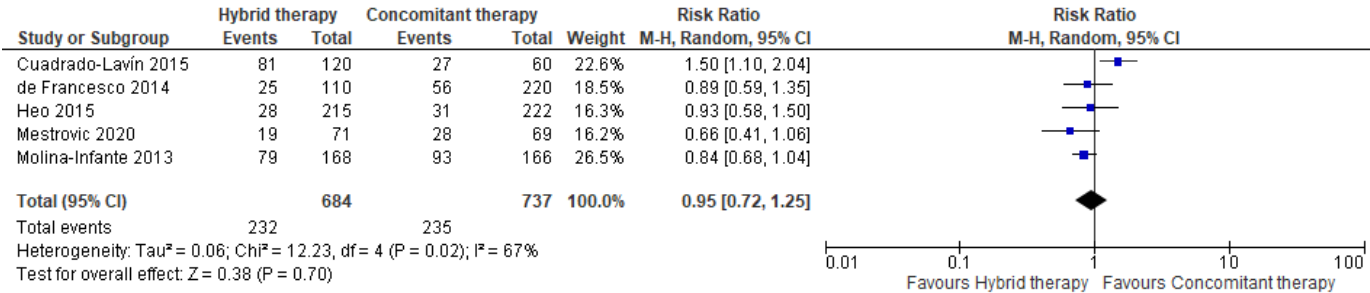 Hybrid therapy Concomitant therapy Risk Ratio Risk Ratio
Study or Subgroup Events Total Events Total Weight M-H, Random, 95% CI M-H, Random, 95% CI
Cuadrado-Lavín 2015 81 120 27 60 22.6% 1.50 [1.10, 2.04]
de Francesco 2014 25 110 56 220 18.5% 0.89 [0.59, 1.35]
Heo 2015 28 215 31 222 16.3% 0.93 [0.58, 1.50]
Mestrovic 2020 19 71 28 69 16.2% 0.66 [0.41, 1.06]
Molina-Infante 2013 79 168 93 166 26.5% 0.84 [0.68, 1.04]
Total (95% CI) 684 737 100.0% 0.95 [0.72, 1.25]
Total events 232 235
Heterogeneity: Tau² = 0.06; Chi² = 12.23, df = 4 (P = 0.02); I² = 67%
Test for overall effect: Z = 0.38 (P = 0.70)
0.01 0.1 1 10 100
Favours Hybrid therapy Favours Concomitant therapy